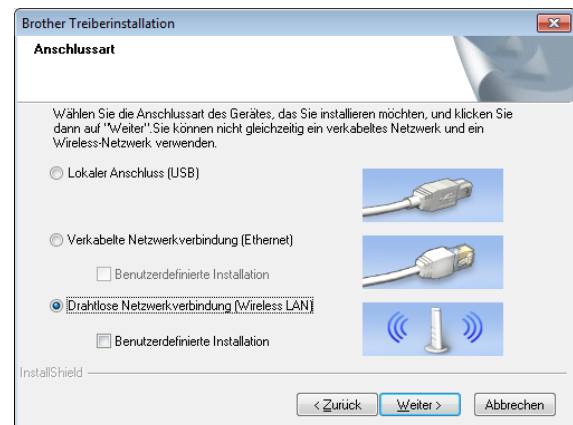 Brother Treiberinstallation
Anschlussart
Wählen Sie die Anschlussart des Gerätes, das Sie installieren möchten, und klicken Sie
dann auf "Weiter".Sie können nicht gleichzeitig ein verkabeltes Netzwerk und ein
Wireless-Netzwerk verwenden.
Lokaler Anschluss (USB)
Verkabelte Netzwerkverbindung (Ethernet)
Benutzerdefinierte Installation
Drahtlose Netzwerkverbindung (Wireless LAN)
Benutzerdefinierte Installation
InstallShield
< Zurück Weiter > Abbrechen